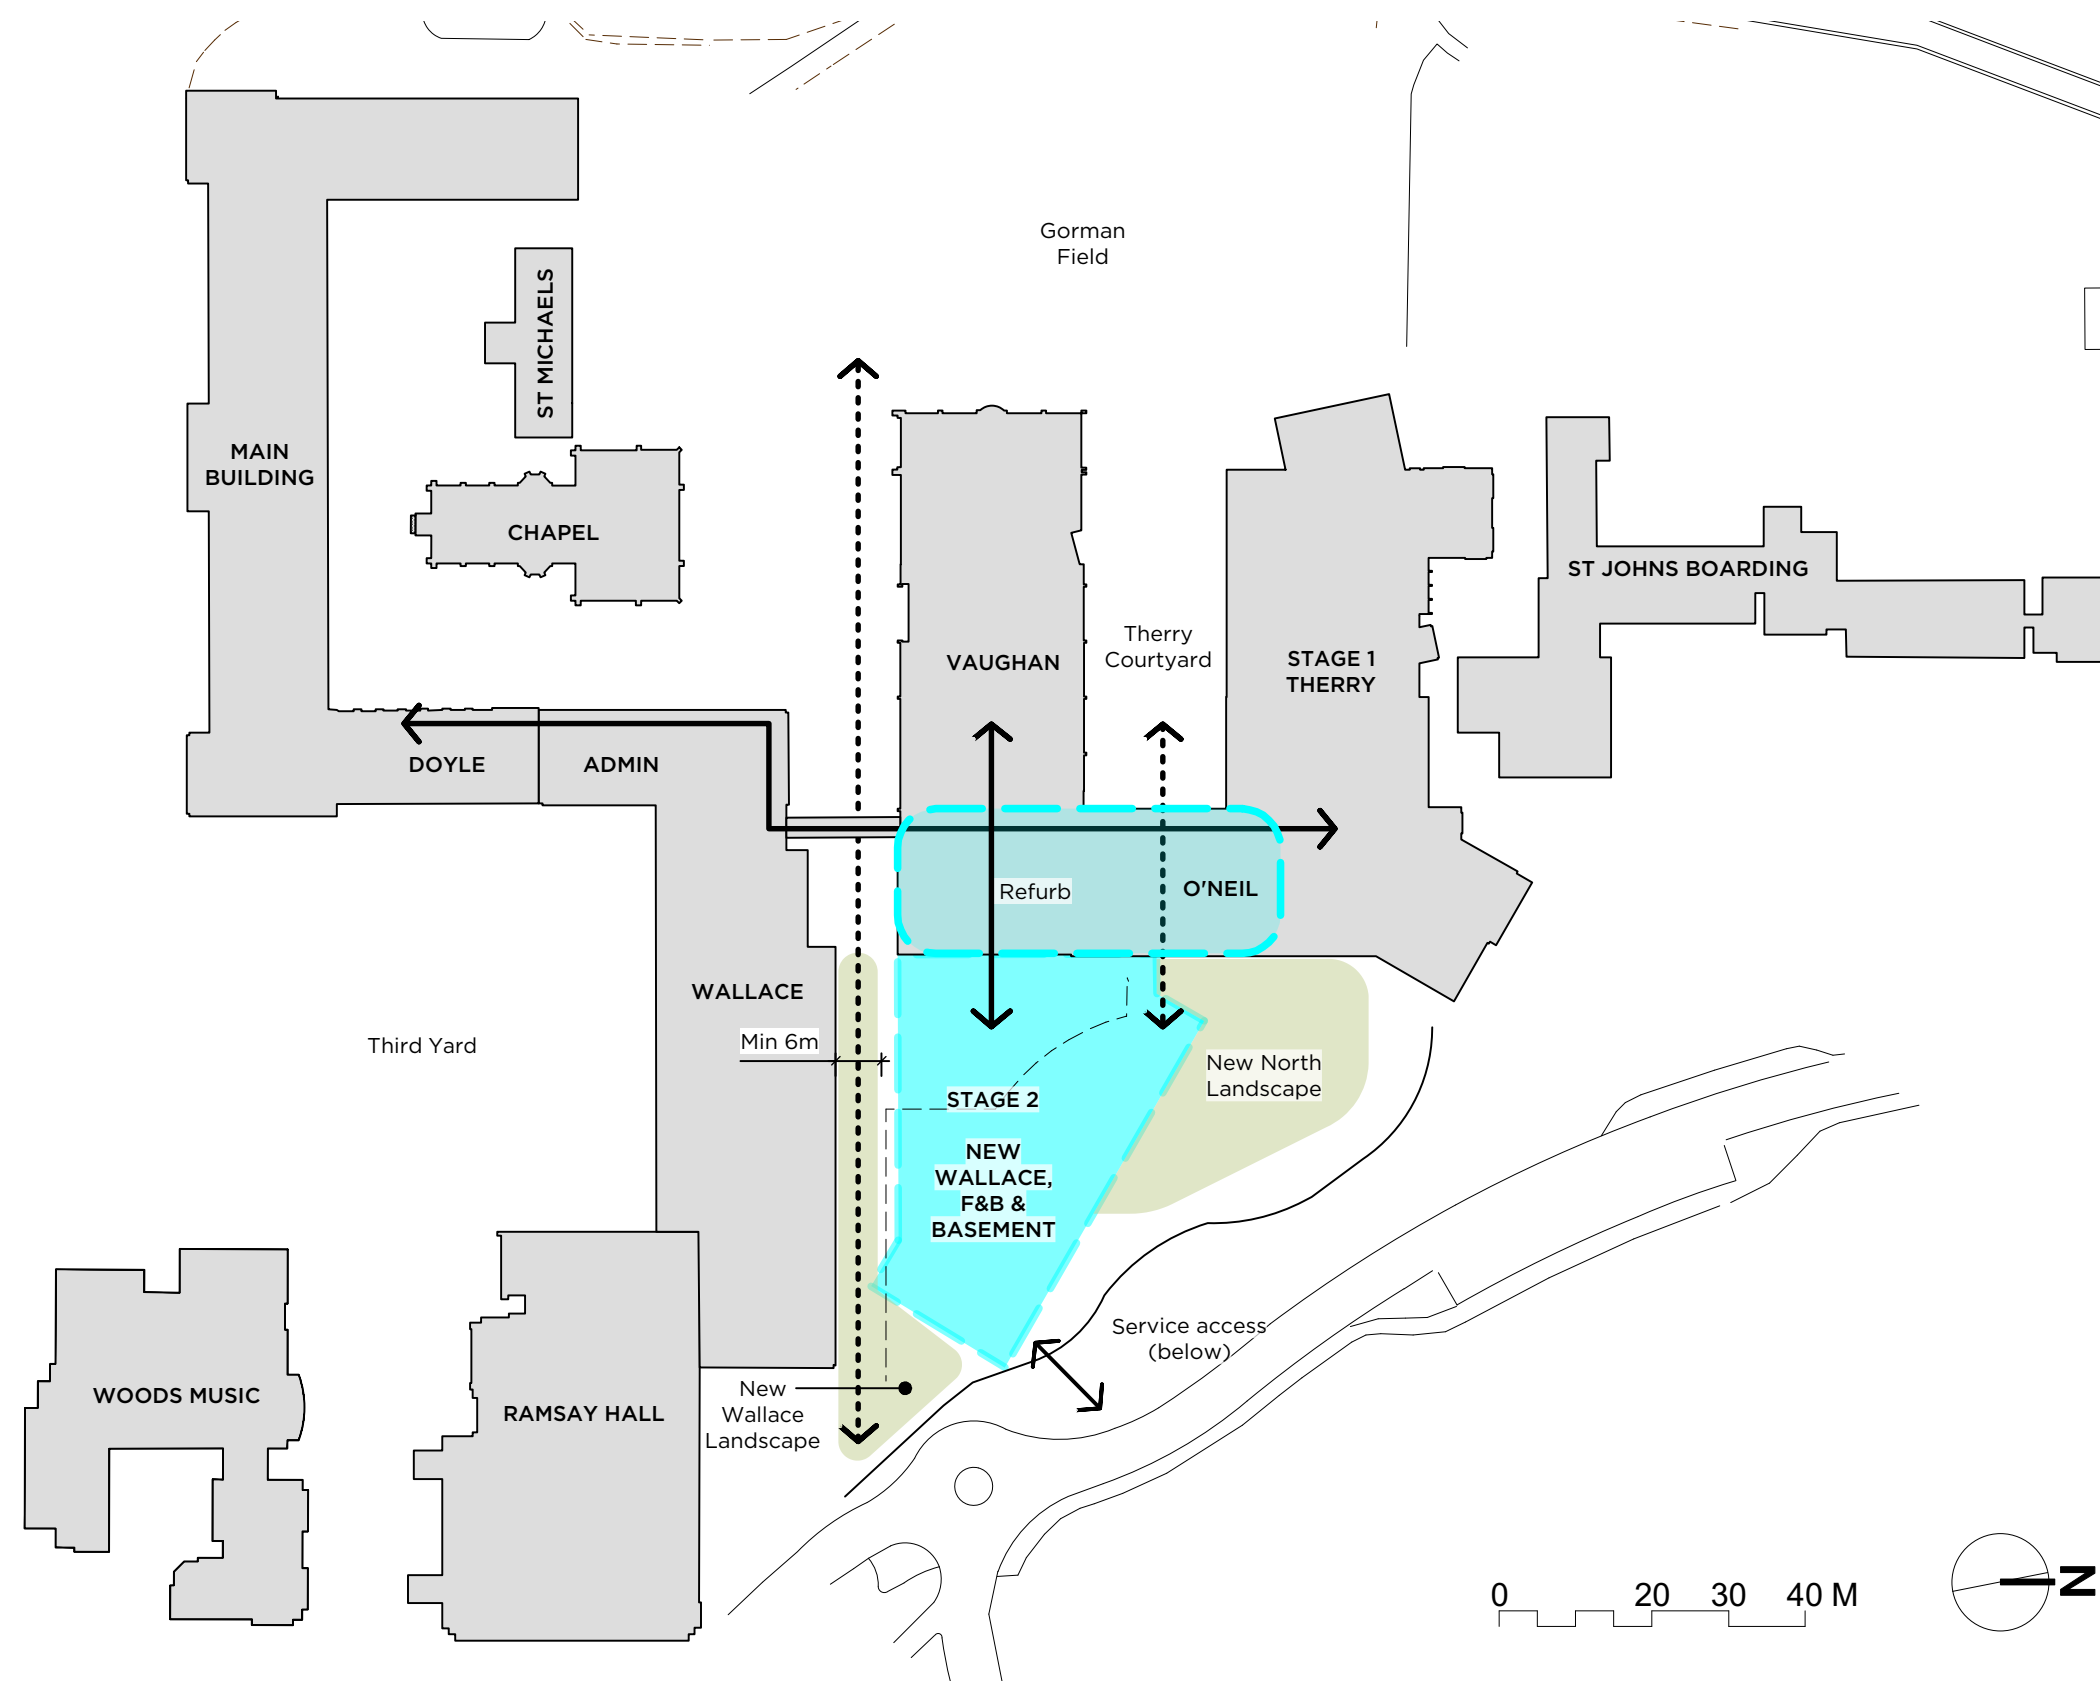 Gorman
Field
ST MICHAELS
MAIN
BUILDING
CHAPEL
ST JOHNS BOARDING
Therry
Courtyard
VAUGHAN
STAGE 1
THERRY
DOYLE
ADMIN
Refurb
O'NEIL
WALLACE
Third Yard
Min 6m
New North
Landscape
STAGE 2
NEW
WALLACE,
F&B &
BASEMENT
Service access
(below)
New
Wallace
Landscape
WOODS MUSIC
RAMSAY HALL
0 20 30 40 M
N